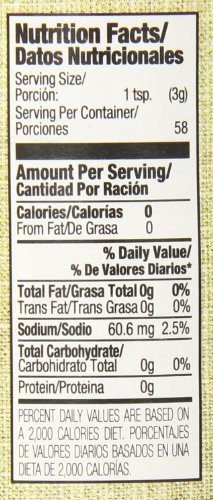 Nutrition Facts/
Datos Nutricionales
Serving Size/
Porción: 1 tsp. (3g)
Serving Per Container/
Porciones 58
Amount Per Serving/
Cantidad Por Ración
Calories/Calorías 0
From Fat/De Grasa 0
% Daily Value/
% De Valores Diarios*
Total Fat/Grasa Total 0g 0%
Trans Fat/Trans Grasa 0g 0%
Sodium/Sodio 60.6 mg 2.5%
Total Carbohydrate/
Carbohidrato Total 0g 0%
Protein/Proteina 0g
PERCENT DAILY VALUES ARE BASED ON
A 2,000 CALORIES DIET. PORCENTAJES
DE VALORES DIARIOS BASADOS EN UNA
DIETA DE 2,000 CALORÍAS.